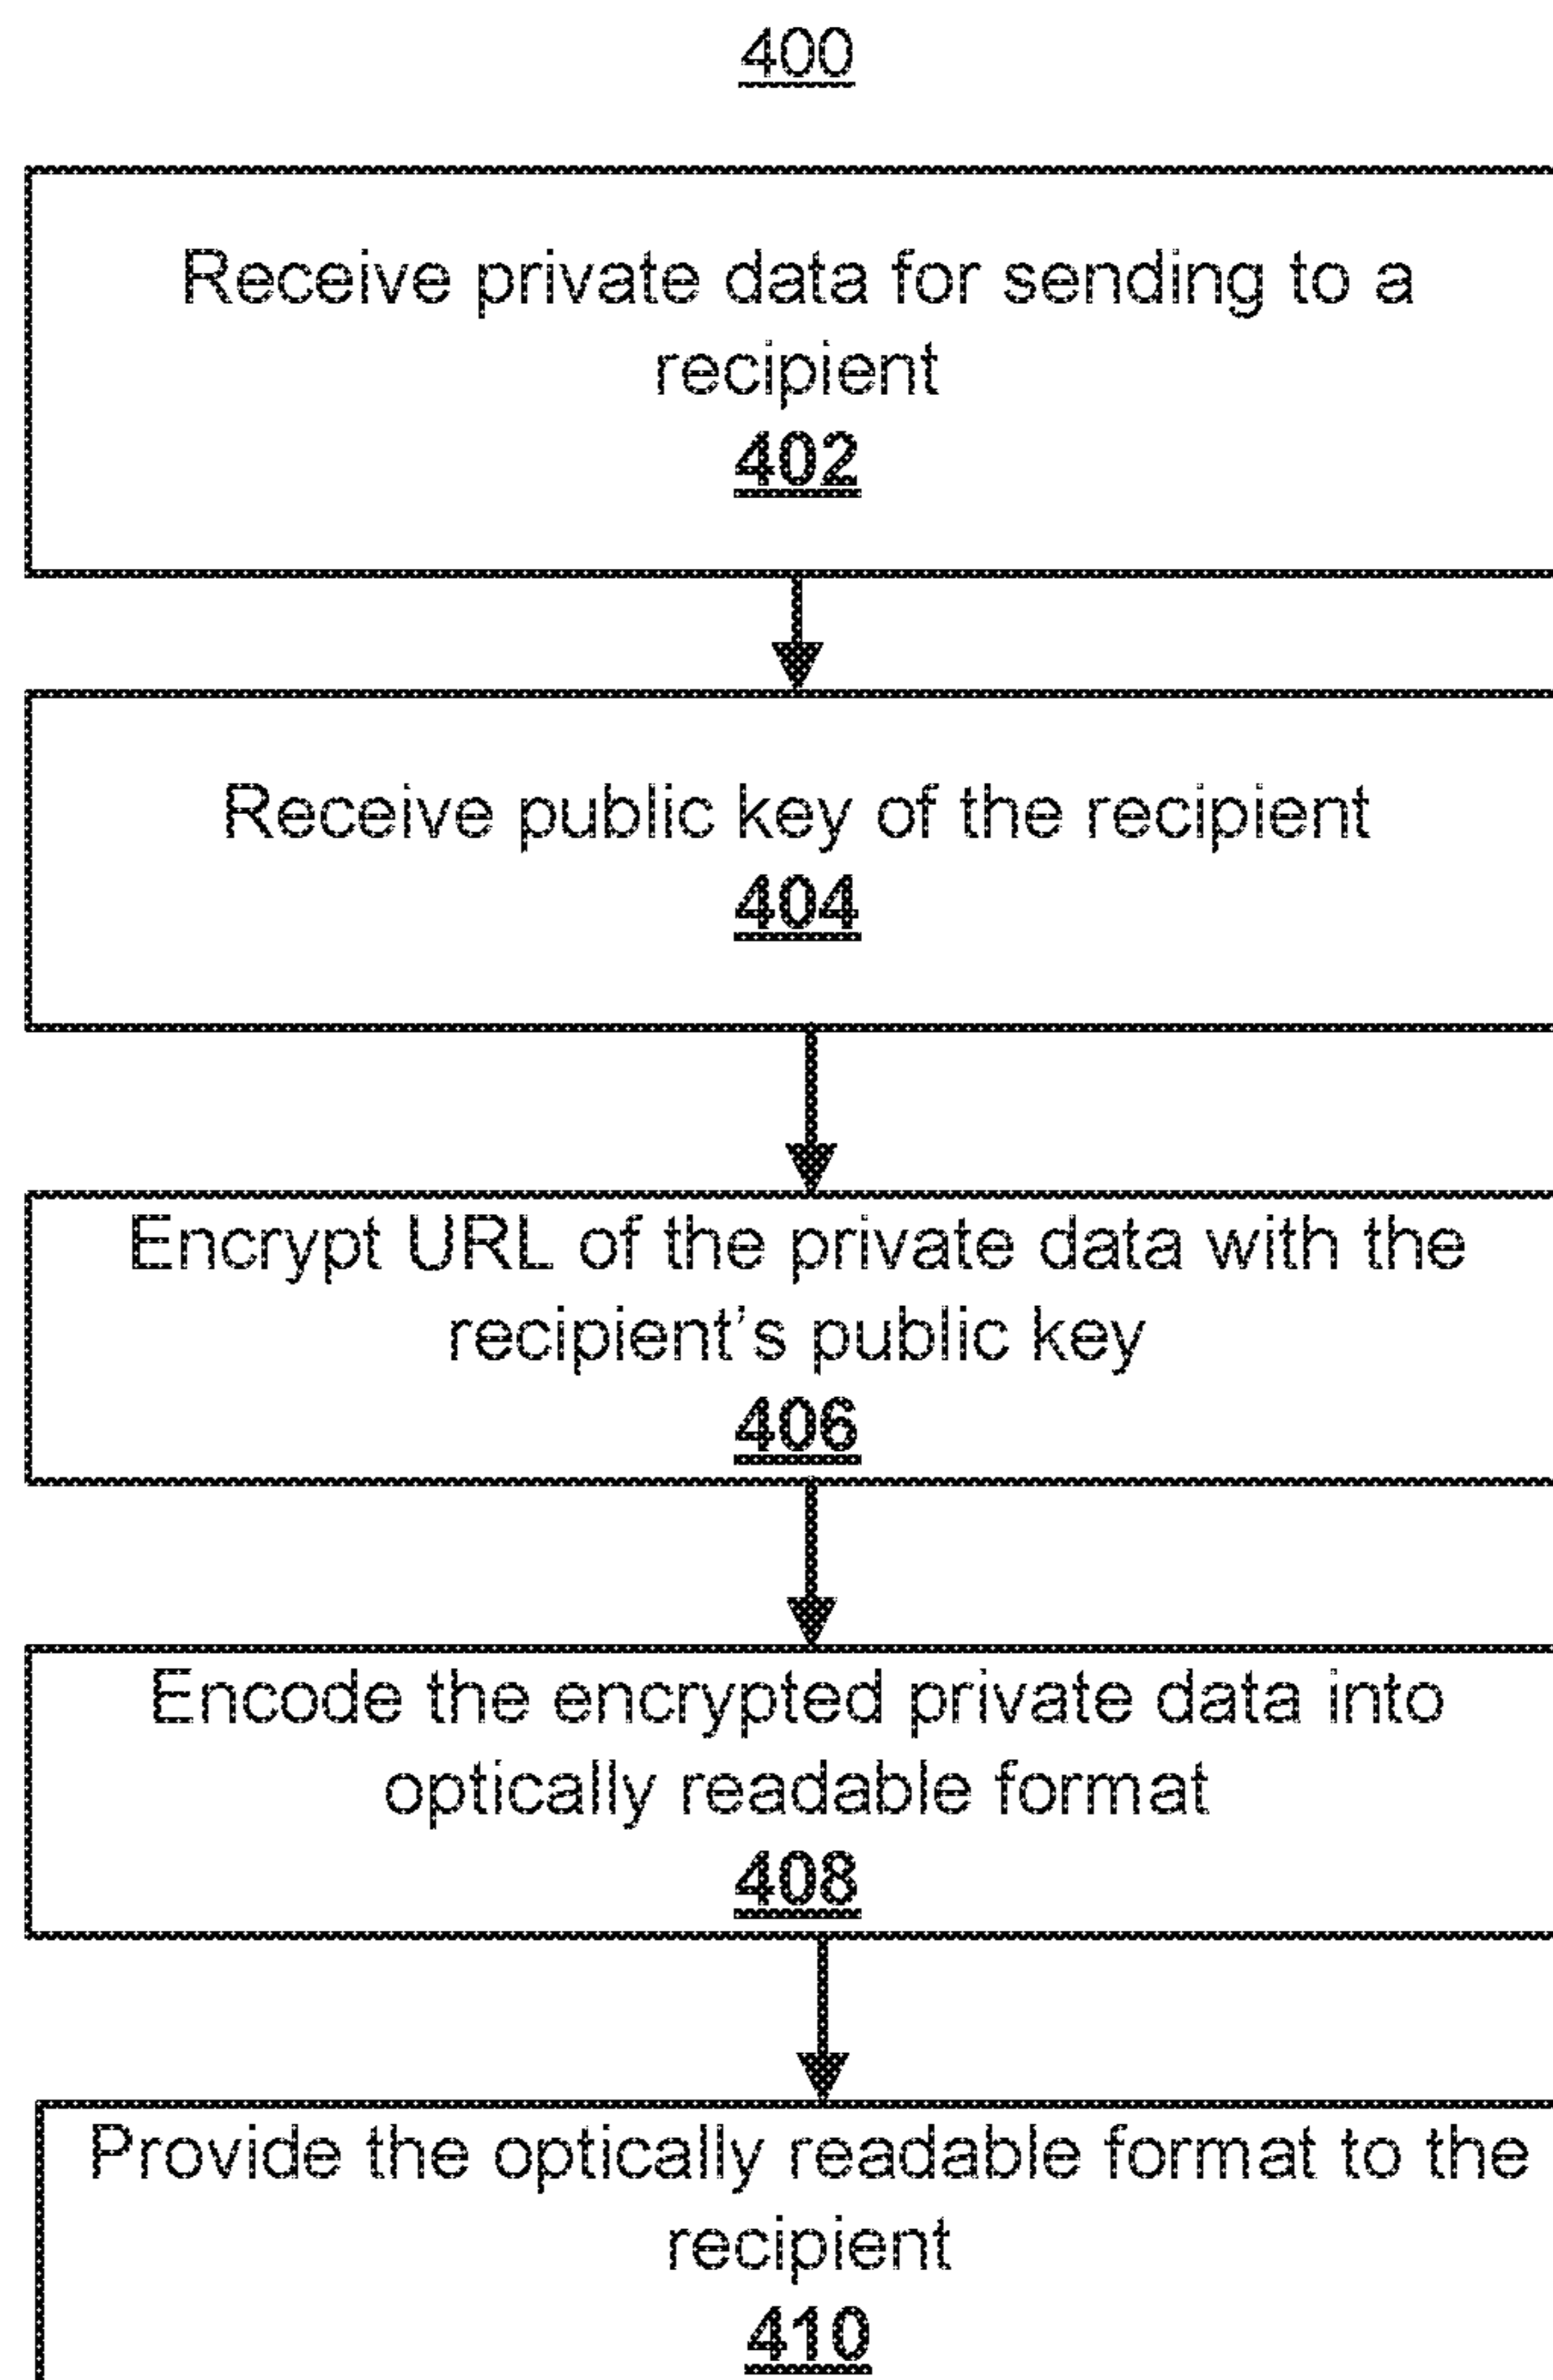 400
Receive private data for sending to a
recipient
402
Receive public key of the recipient
404
Encrypt URL of the private data with the
recipient's public key
406
Encode the encrypted private data into
optically readable format
408
Provide the optically readable format to the
recipient
410